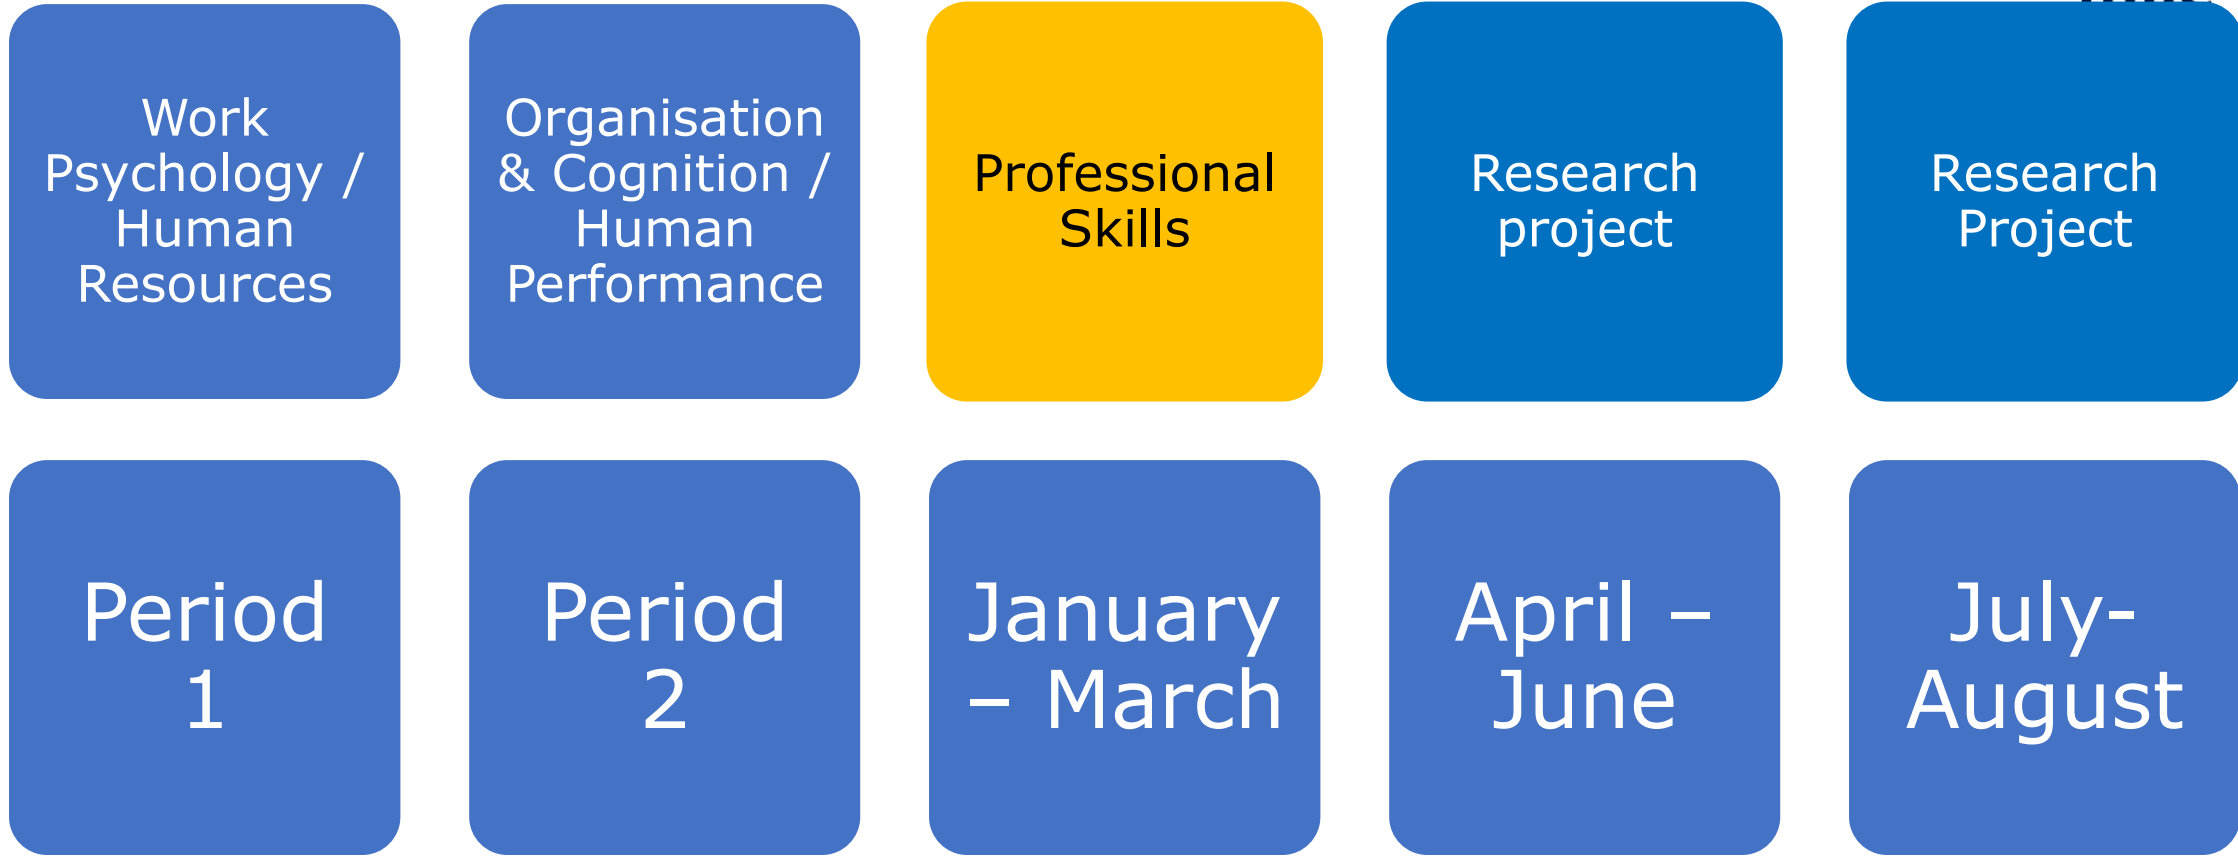 Work
Psychology /
Human
Resources
Organisation
& Cognition /
Human
Performance
Professional
Skills
Research
project
Research
Project
Period
1
Period
2
January
– March
April –
June
July-
August